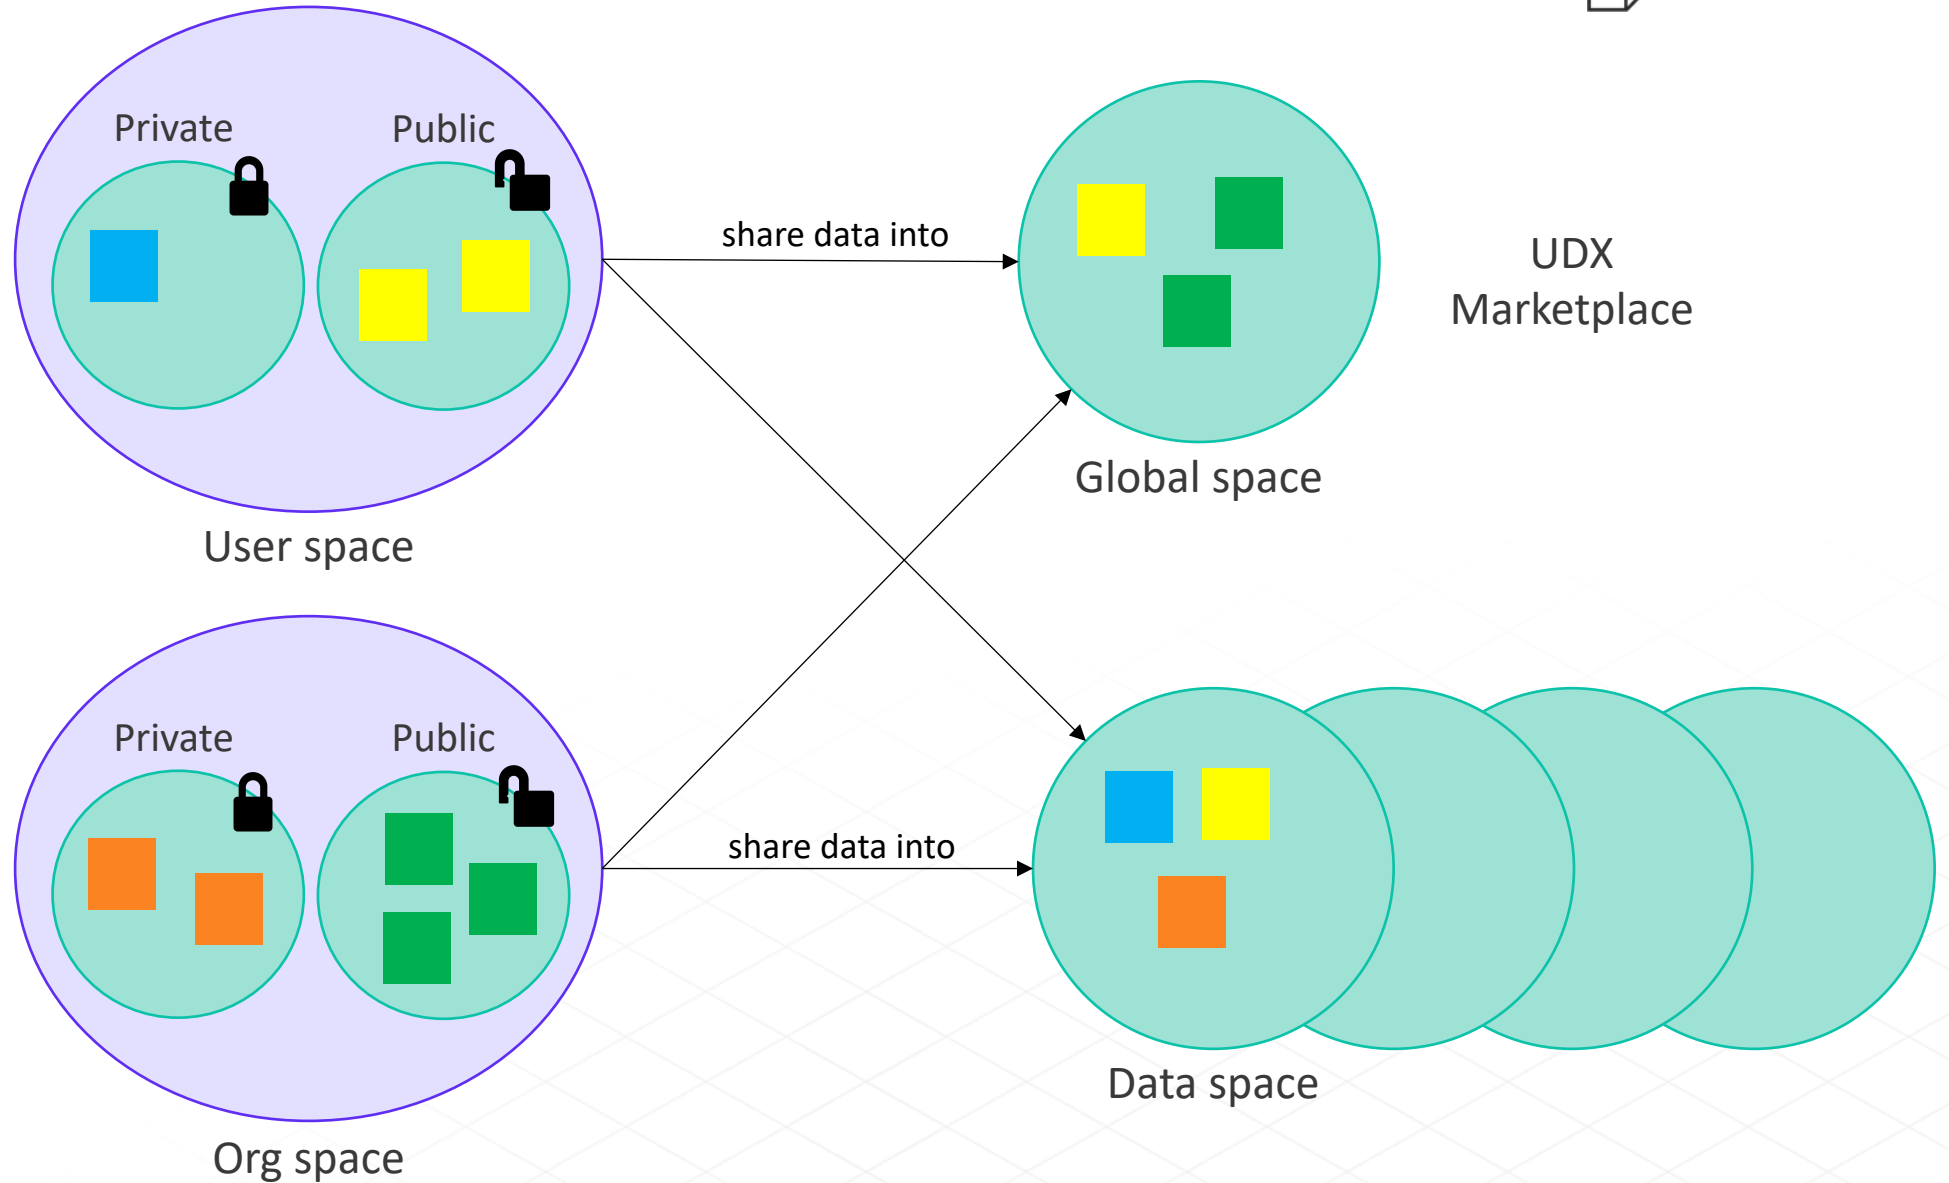 Private
Public
User space
share data into
Global space
UDX
Marketplace
Private
Public
Org space
share data into
Data space